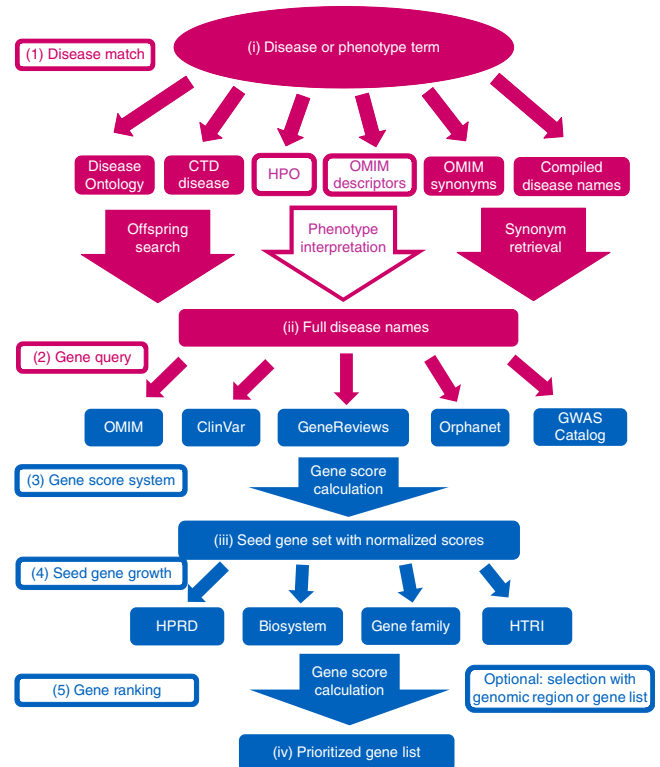 (i) Disease or phenotype term
(1) Disease match
Disease
Ontology
CTD
disease
HPO
OMIM
descriptors
OMIM
synonyms
Compiled
disease names
Offspring
search
Phenotype
interpretation
Synonym
retrieval
(ii) Full disease names
(2) Gene query
OMIM
ClinVar
GeneReviews
Orphanet
GWAS
Catalog
(3) Gene score system
Gene score
calculation
(iii) Seed gene set with normalized scores
(4) Seed gene growth
HPRD
Biosystem
Gene family
HTRI
(5) Gene ranking
Gene score
calculation
Optional: selection with
genomic region or gene list
(iv) Prioritized gene list